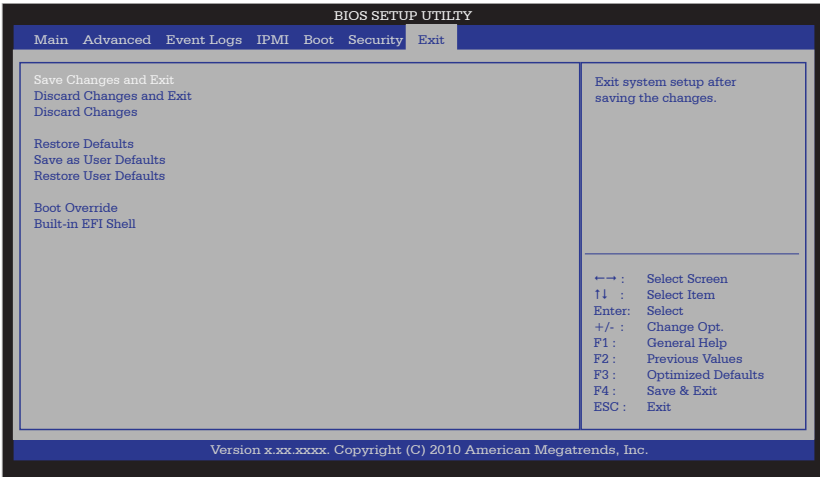 BIOS SETUP UTILTY
Main Advanced Event Logs IPMI Boot Security Exit
Save Changes and Exit
Discard Changes and Exit
Discard Changes
Restore Defaults
Save as User Defaults
Restore User Defaults
Boot Override
Built-in EFI Shell
Exit system setup after
saving the changes.
←→ : Select Screen
↑↓ : Select Item
Enter: Select
+/- : Change Opt.
F1 : General Help
F2 : Previous Values
F3 : Optimized Defaults
F4 : Save & Exit
ESC : Exit
Version x.xx.xxxx. Copyright (C) 2010 American Megatrends, Inc.